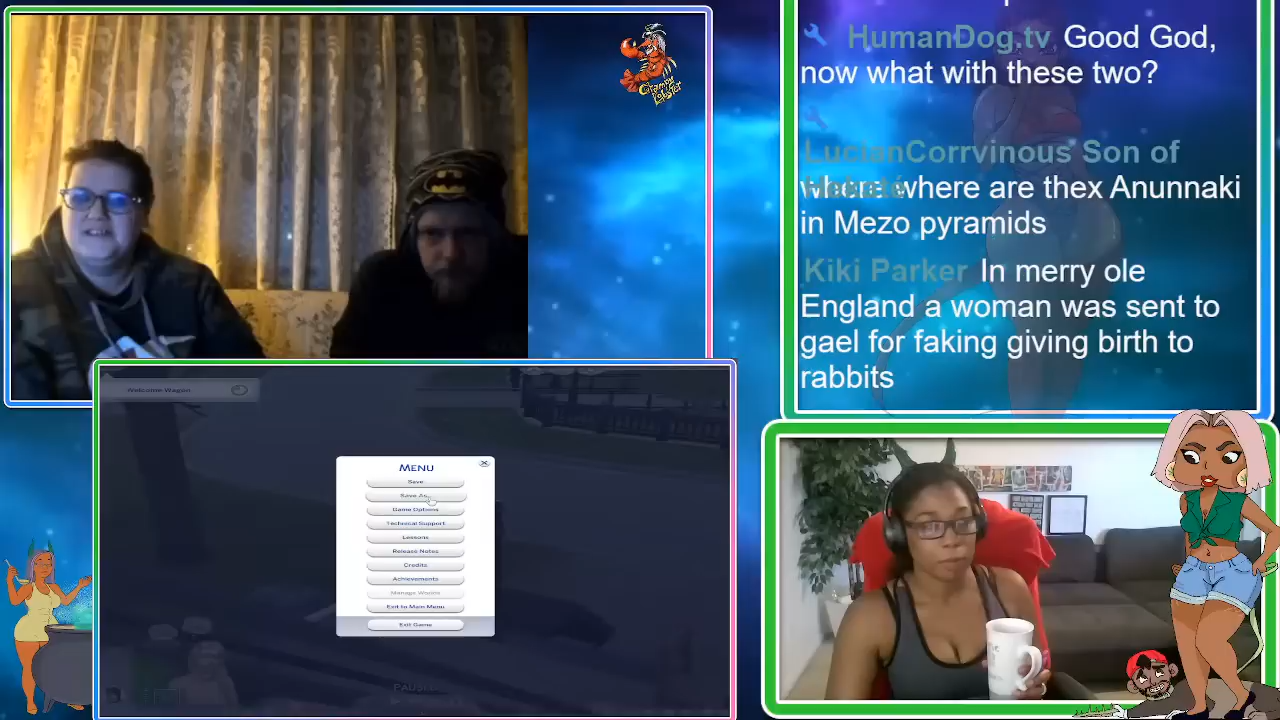 HumanDog.tv Good God,
now what with these two?
LucianCorrvinous Son of
where are thex Anunnaki
in Mezo pyramids
Kiki Parker In merry ole
England a woman was sent to
gael for faking giving birth to
rabbits
Grampy
Lobster
Welcome Wagon
MENU
Save
Save As
Game Options
Technical Support
Lessons
Release Notes
Credits
Achievements
Manage Worlds
Exit to Main Menu
Exit Game